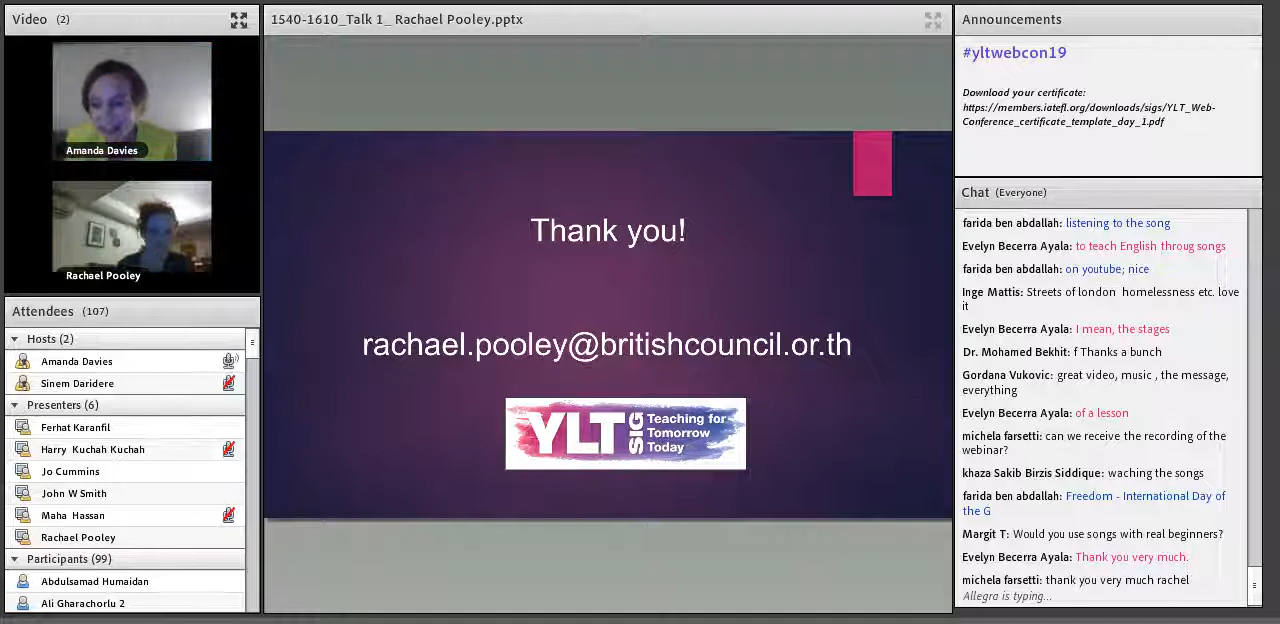 Video (2)
Amanda Davies
Rachael Pooley
Attendees (107)
Hosts (2)
Amanda Davies
Sinem Daridere
Presenters (6)
Ferhat Karanfil
Harry Kuchah Kuchah
Jo Cummins
John W Smith
Maha Hassan
Rachael Pooley
Participants (99)
Abdulsamad Humaidan
Ali Gharachorlu 2
1540-1610_Talk 1_ Rachael Pooley.pptx
Thank you!
rachael.pooley@britishcouncil.or.th
YLT SIG
Teaching for
Tomorrow
Today
Announcements
#yltwebcon19
Download your certificate:
https://members.iatefl.org/downloads/sigs/YLT_Web-
Conference_certificate_template_day_1.pdf
Chat (Everyone)
farida ben abdallah: listening to the song
Evelyn Becerra Ayala: to teach English throug songs
farida ben abdallah: on youtube; nice
Inge Mattis: Streets of london homelessness etc. love
it
Evelyn Becerra Ayala: I mean, the stages
Dr. Mohamed Bekhit: f Thanks a bunch
Gordana Vukovic: great video, music , the message,
everything
Evelyn Becerra Ayala: of a lesson
michela farsetti: can we receive the recording of the
webinar?
khaza Sakib Birzis Siddique: waching the songs
farida ben abdallah: Freedom - International Day of
the G
Margit T: Would you use songs with real beginners?
Evelyn Becerra Ayala: Thank you very much.
michela farsetti: thank you very much rachel
Allegra is typing...